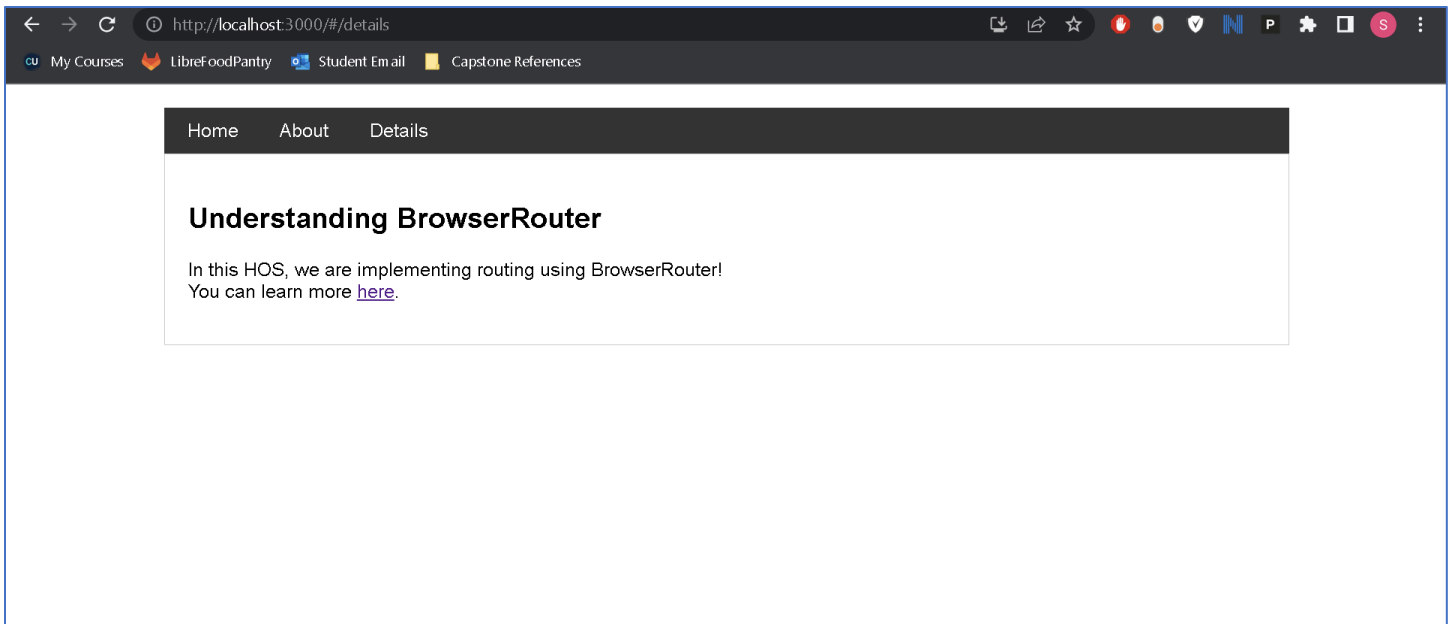 http://localhost:3000/#/details
P
S
CU My Courses LibreFoodPantry Student Email Capstone References
Home About Details
Understanding BrowserRouter
In this HOS, we are implementing routing using BrowserRouter!
You can learn more here.